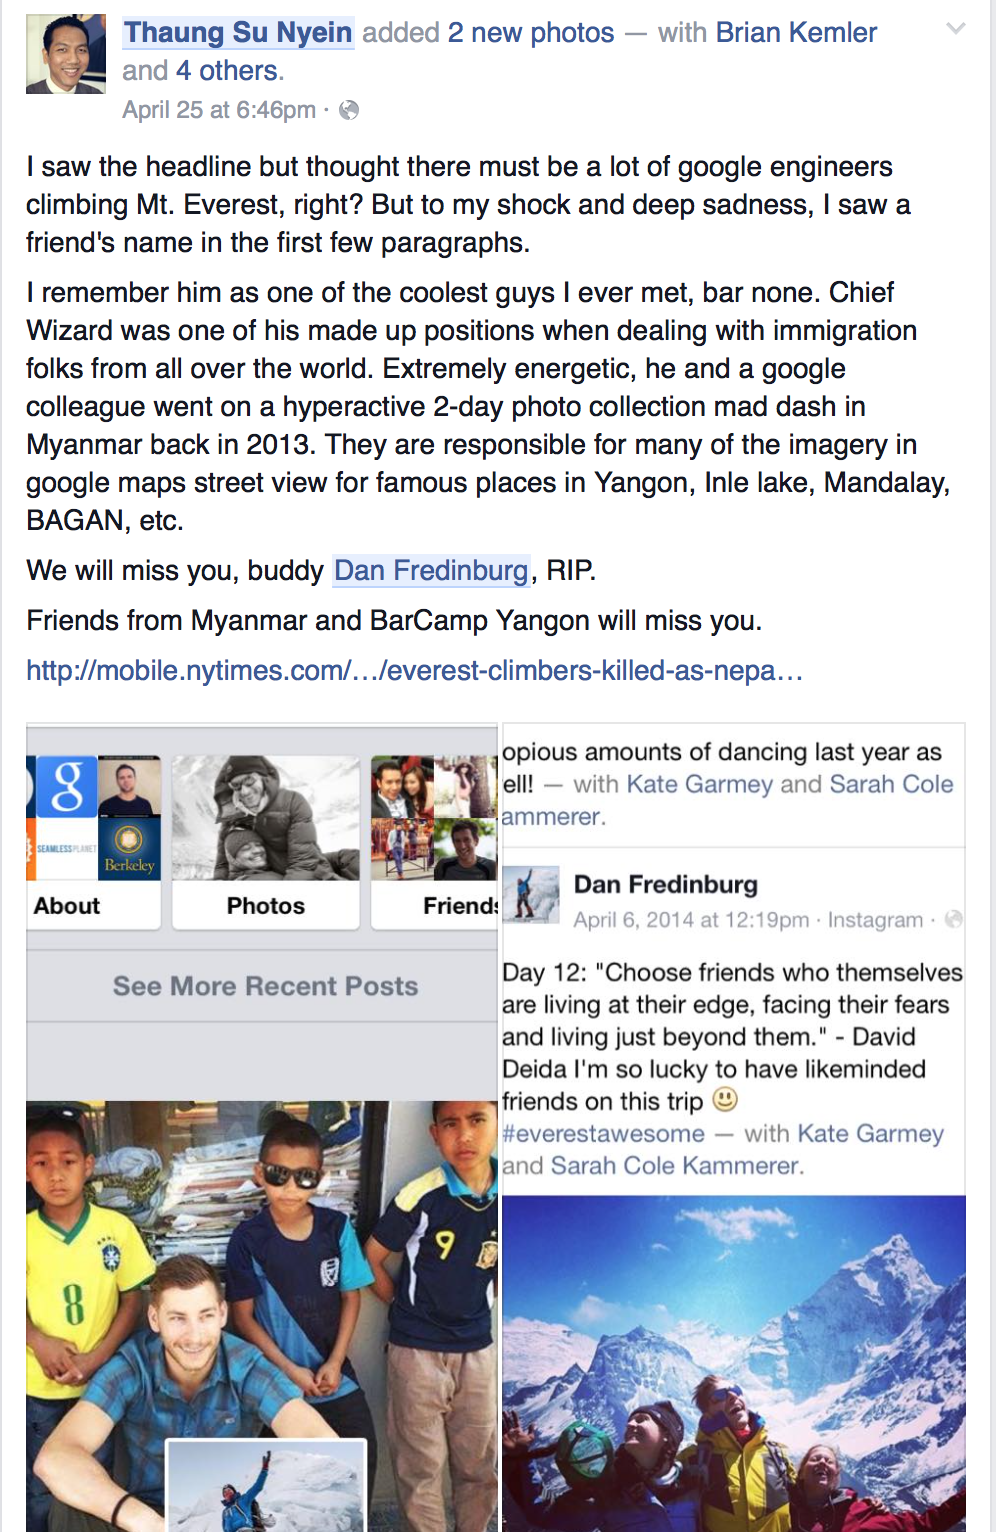 Thaung Su Nyein added 2 new photos — with Brian Kemler
and 4 others.
April 25 at 6:46pm ·
I saw the headline but thought there must be a lot of google engineers
climbing Mt. Everest, right? But to my shock and deep sadness, I saw a
friend's name in the first few paragraphs.
I remember him as one of the coolest guys I ever met, bar none. Chief
Wizard was one of his made up positions when dealing with immigration
folks from all over the world. Extremely energetic, he and a google
colleague went on a hyperactive 2-day photo collection mad dash in
Myanmar back in 2013. They are responsible for many of the imagery in
google maps street view for famous places in Yangon, Inle lake, Mandalay,
BAGAN, etc.
We will miss you, buddy Dan Fredinburg, RIP.
Friends from Myanmar and BarCamp Yangon will miss you.
http://mobile.nytimes.com/…/everest-climbers-killed-as-nepa…
g
SEAMLESSPLANET
Berkeley
About
Photos
Friends
See More Recent Posts
8
9
opious amounts of dancing last year as
ell! — with Kate Garmey and Sarah Cole
ammerer.
Dan Fredinburg
April 6, 2014 at 12:19pm · Instagram ·
Day 12: "Choose friends who themselves
are living at their edge, facing their fears
and living just beyond them." - David
Deida I'm so lucky to have likeminded
friends on this trip 🙂
#everestawesome — with Kate Garmey
and Sarah Cole Kammerer.